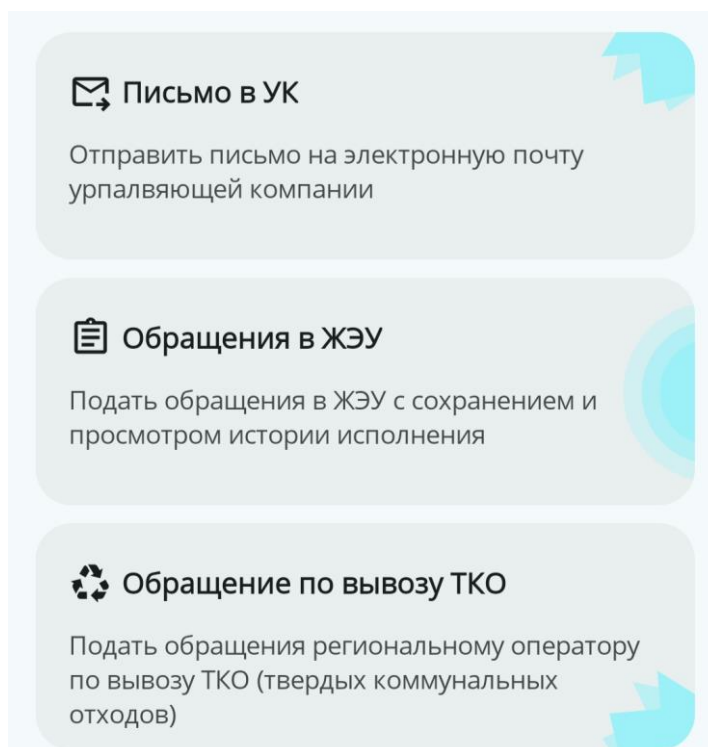 Письмо в УК
Отправить письмо на электронную почту
урпалвяющей компании
Обращения в ЖЭУ
Подать обращения в ЖЭУ с сохранением и
просмотром истории исполнения
Обращение по вывозу ТКО
Подать обращения региональному оператору
по вывозу ТКО (твердых коммунальных
отходов)